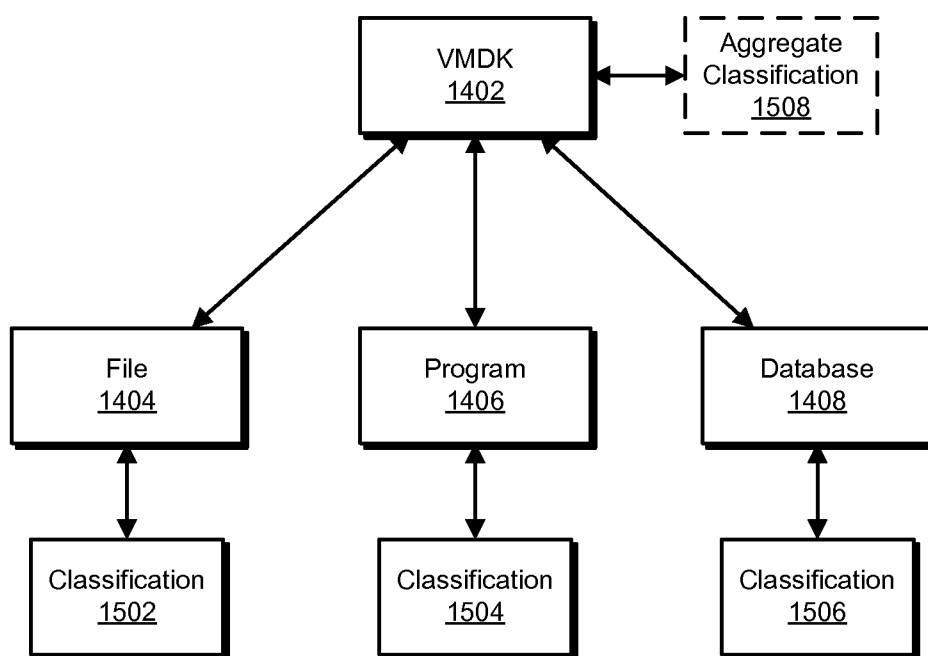 VMDK
1402
Aggregate
Classification
1508
File
1404
Program
1406
Database
1408
Classification
1502
Classification
1504
Classification
1506